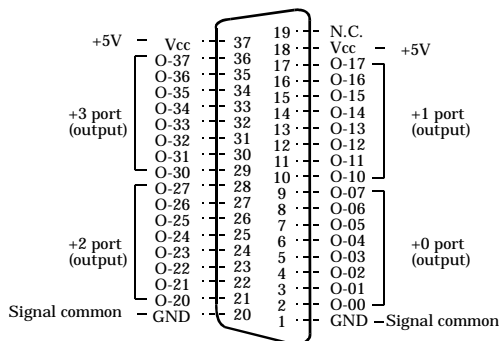 19 N.C.
+5V Vcc 37 18 Vcc +5V
O-37 36 17 O-17
O-36 35 16 O-16
O-35 34 15 O-15
O-34 33 14 O-14
+3 port
(output)
O-33 32 13 O-13
+1 port
(output)
O-32 31 12 O-12
O-31 30 11 O-11
O-30 29 10 O-10
O-27 28 9 O-07
O-26 27 8 O-06
O-25 26 7 O-05
O-24 25 6 O-04
+2 port
(output)
O-23 24 5 O-03
+0 port
(output)
O-22 23 4 O-02
O-21 22 3 O-01
O-20 21 2 O-00
Signal common GND 20 1 GND Signal common